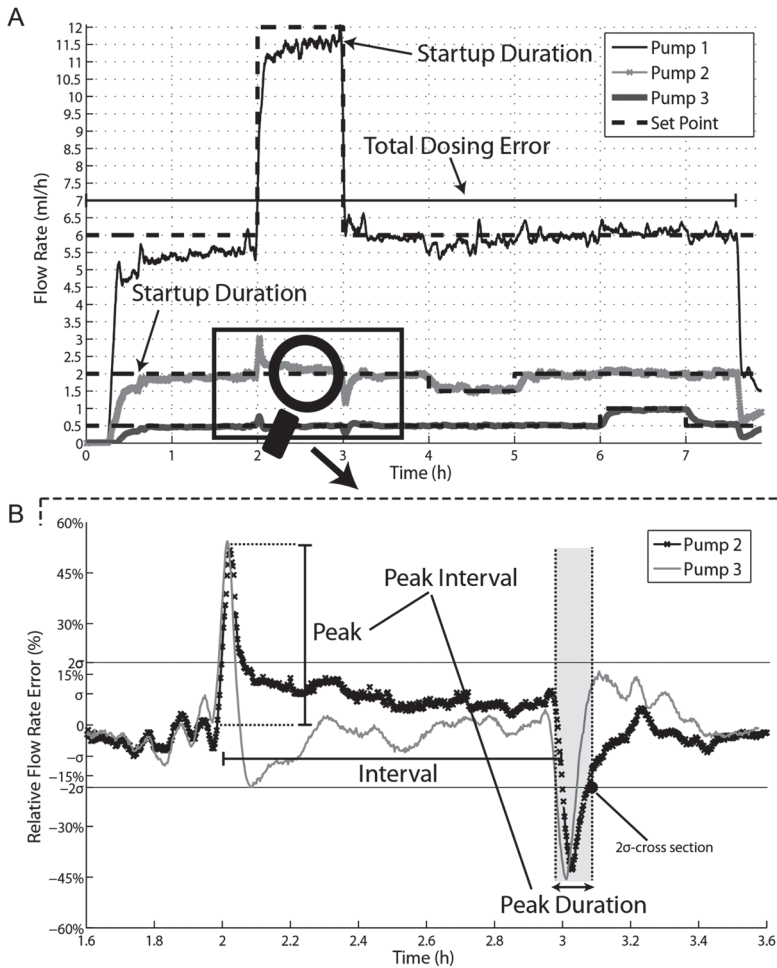 A
12
11.5
11
10.5
10
9.5
9
8.5
8
7.5
7
6.5
6
5.5
5
4.5
4
3.5
3
2.5
2
1.5
1
0.5
0
Flow Rate (ml/h)
Startup Duration
Pump 1
Pump 2
Pump 3
Set Point
Total Dosing Error
Startup Duration
0 1 2 3 4 5 6 7
Time (h)
B
60%
45%
30%
2σ
15%
σ
0
-σ
-15%
-2σ
-30%
-45%
-60%
Relative Flow Rate Error (%)
Pump 2
Pump 3
Peak Interval
Peak
Interval
2σ-cross section
Peak Duration
1.6 1.8 2 2.2 2.4 2.6 2.8 3 3.2 3.4 3.6
Time (h)